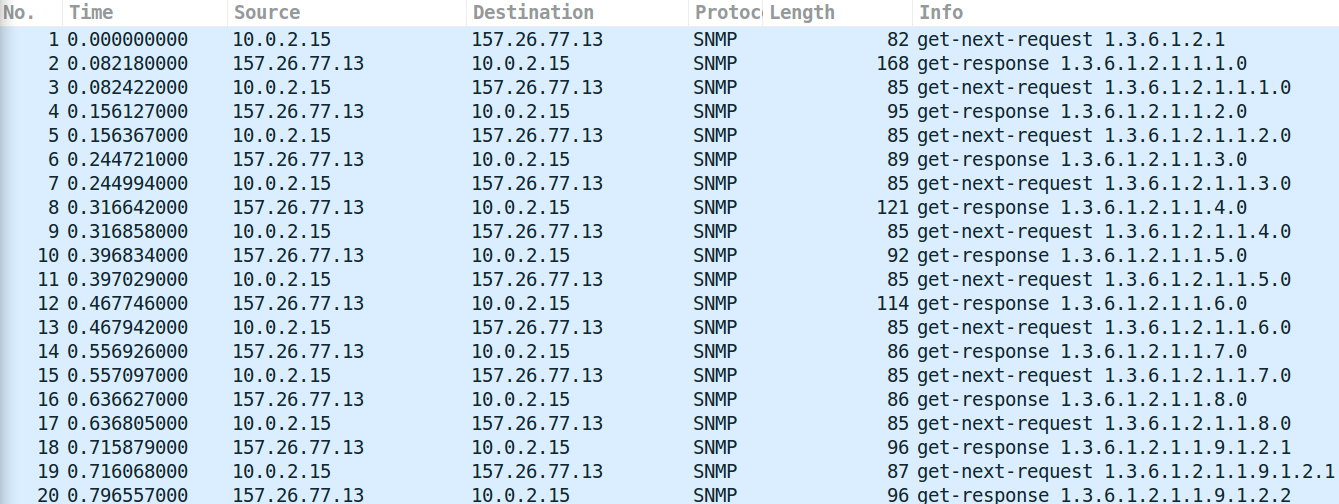 No. Time Source Destination Protoc Length Info
1 0.000000000 10.0.2.15 157.26.77.13 SNMP 82 get-next-request 1.3.6.1.2.1
2 0.082180000 157.26.77.13 10.0.2.15 SNMP 168 get-response 1.3.6.1.2.1.1.1.0
3 0.082422000 10.0.2.15 157.26.77.13 SNMP 85 get-next-request 1.3.6.1.2.1.1.1.0
4 0.156127000 157.26.77.13 10.0.2.15 SNMP 95 get-response 1.3.6.1.2.1.1.2.0
5 0.156367000 10.0.2.15 157.26.77.13 SNMP 85 get-next-request 1.3.6.1.2.1.1.2.0
6 0.244721000 157.26.77.13 10.0.2.15 SNMP 89 get-response 1.3.6.1.2.1.1.3.0
7 0.244994000 10.0.2.15 157.26.77.13 SNMP 85 get-next-request 1.3.6.1.2.1.1.3.0
8 0.316642000 157.26.77.13 10.0.2.15 SNMP 121 get-response 1.3.6.1.2.1.1.4.0
9 0.316858000 10.0.2.15 157.26.77.13 SNMP 85 get-next-request 1.3.6.1.2.1.1.4.0
10 0.396834000 157.26.77.13 10.0.2.15 SNMP 92 get-response 1.3.6.1.2.1.1.5.0
11 0.397029000 10.0.2.15 157.26.77.13 SNMP 85 get-next-request 1.3.6.1.2.1.1.5.0
12 0.467746000 157.26.77.13 10.0.2.15 SNMP 114 get-response 1.3.6.1.2.1.1.6.0
13 0.467942000 10.0.2.15 157.26.77.13 SNMP 85 get-next-request 1.3.6.1.2.1.1.6.0
14 0.556926000 157.26.77.13 10.0.2.15 SNMP 86 get-response 1.3.6.1.2.1.1.7.0
15 0.557097000 10.0.2.15 157.26.77.13 SNMP 85 get-next-request 1.3.6.1.2.1.1.7.0
16 0.636627000 157.26.77.13 10.0.2.15 SNMP 86 get-response 1.3.6.1.2.1.1.8.0
17 0.636805000 10.0.2.15 157.26.77.13 SNMP 85 get-next-request 1.3.6.1.2.1.1.8.0
18 0.715879000 157.26.77.13 10.0.2.15 SNMP 96 get-response 1.3.6.1.2.1.1.9.1.2.1
19 0.716068000 10.0.2.15 157.26.77.13 SNMP 87 get-next-request 1.3.6.1.2.1.1.9.1.2.1
20 0.796557000 157.26.77.13 10.0.2.15 SNMP 96 get-response 1.3.6.1.2.1.1.9.1.2.2